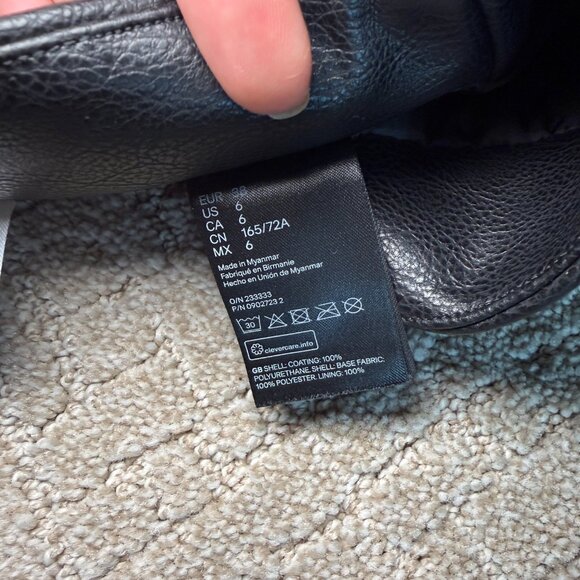 EUR 38
US 6
CA 6
CN 165/72A
MX 6
Made in Myanmar
Fabriqué en Birmanie
Hecho en Unión de Myanmar
O/N 233333
P/N 0902723 2
30
clevercare.info
GB SHELL: COATING: 100%
POLYURETHANE. SHELL: BASE FABRIC:
100% POLYESTER. LINING: 100%